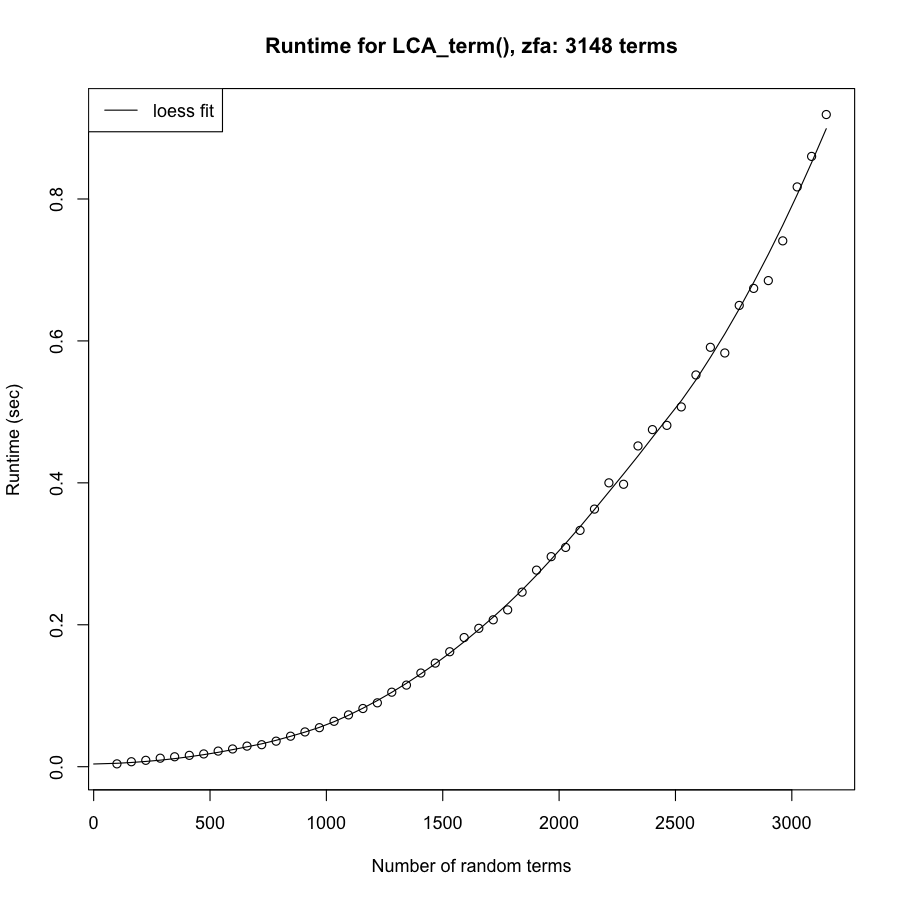 Runtime for LCA_term(), zfa: 3148 terms
loess fit
Runtime (sec)
0.8
0.6
0.4
0.2
0.0
0 500 1000 1500 2000 2500 3000
Number of random terms